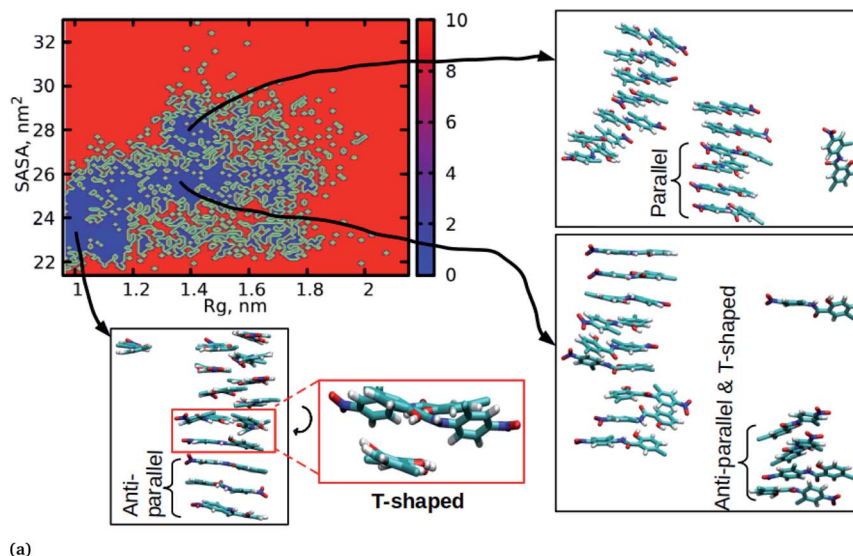 32
30
28
26
24
22
SASA, nm²
1
1.2
1.4
1.6
1.8
2
Rg, nm
10
8
6
4
2
0
Parallel
Anti-parallel & T-shaped
Anti-
parallel
T-shaped
(a)